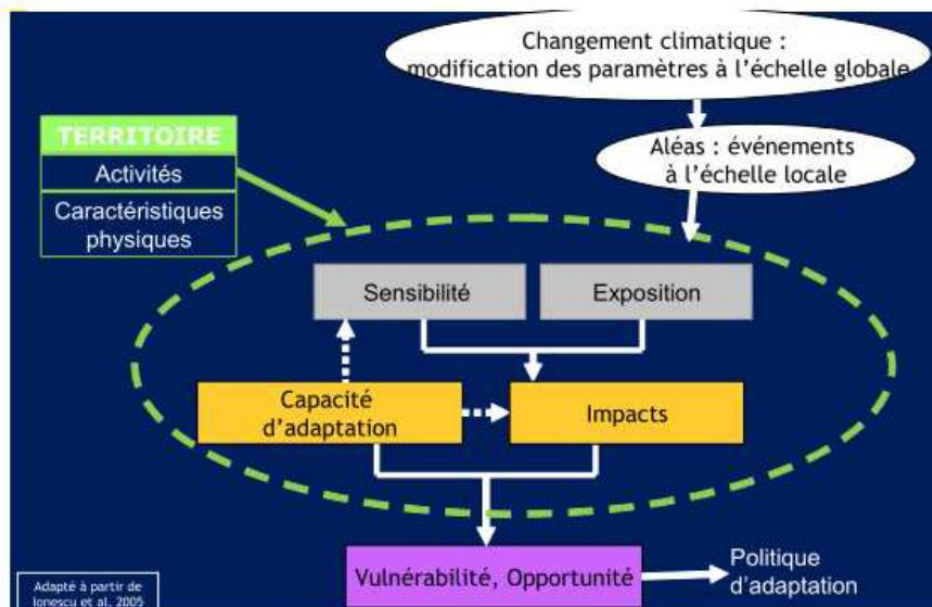 Changement climatique :
modification des paramètres à l'échelle globale
TERRITOIRE
Activités
Caractéristiques
physiques
Aléas : événements
à l'échelle locale
Sensibilité
Exposition
Capacité
d'adaptation
Impacts
Vulnérabilité, Opportunité
Politique
d'adaptation
Adapté à partir de
Ionescu et al, 2005